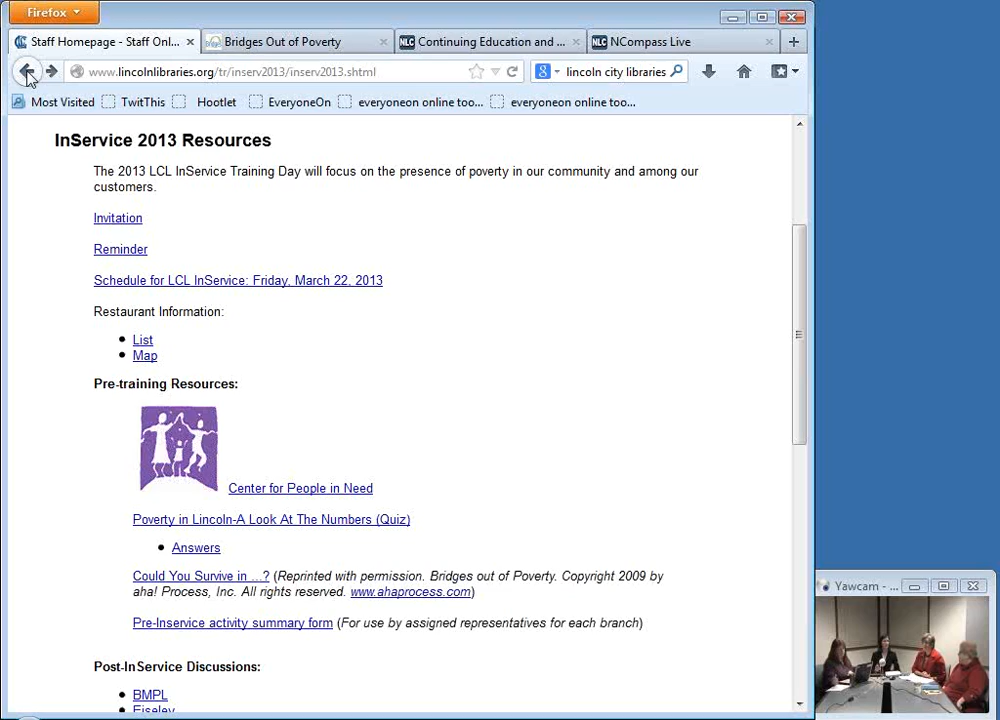 Firefox
Staff Homepage - Staff Onl...
Bridges Out of Poverty
NLC Continuing Education and ...
NLC NCompass Live
www.lincolnlibraries.org/tr/inserv2013/inserv2013.shtml
lincoln city libraries
Most Visited
TwitThis
Hootlet
EveryoneOn
everyoneon online too...
everyoneon online too...
InService 2013 Resources
The 2013 LCL InService Training Day will focus on the presence of poverty in our community and among our
customers.
Invitation
Reminder
Schedule for LCL InService: Friday, March 22, 2013
Restaurant Information:
List
Map
Pre-training Resources:
Center for People in Need
Poverty in Lincoln-A Look At The Numbers (Quiz)
Answers
Could You Survive in ...? (Reprinted with permission. Bridges out of Poverty. Copyright 2009 by
aha! Process, Inc. All rights reserved. www.ahaprocess.com)
Pre-Inservice activity summary form (For use by assigned representatives for each branch)
Yawcam - ...
Post-InService Discussions:
BMPL
Eiseley